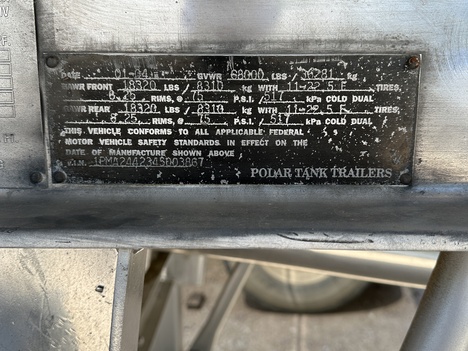 DATE 01-04 GVWR 68000 LBS / kg
GAWR FRONT 18320 LBS / 8310 kg WITH 11-22.5 F TIRES,
8.25 RIMS, @ 75 P.S.I./ 517 kPa COLD DUAL
GAWR REAR 18320 LBS / 8310 kg WITH 11-22.5 F TIRES,
8.25 RIMS, @ 75 P.S.I./ 517 kPa COLD DUAL
THIS VEHICLE CONFORMS TO ALL APPLICABLE FEDERAL
MOTOR VEHICLE SAFETY STANDARDS IN EFFECT ON THE
DATE OF MANUFACTURE SHOWN ABOVE
V.I.N.
POLAR TANK TRAILERS